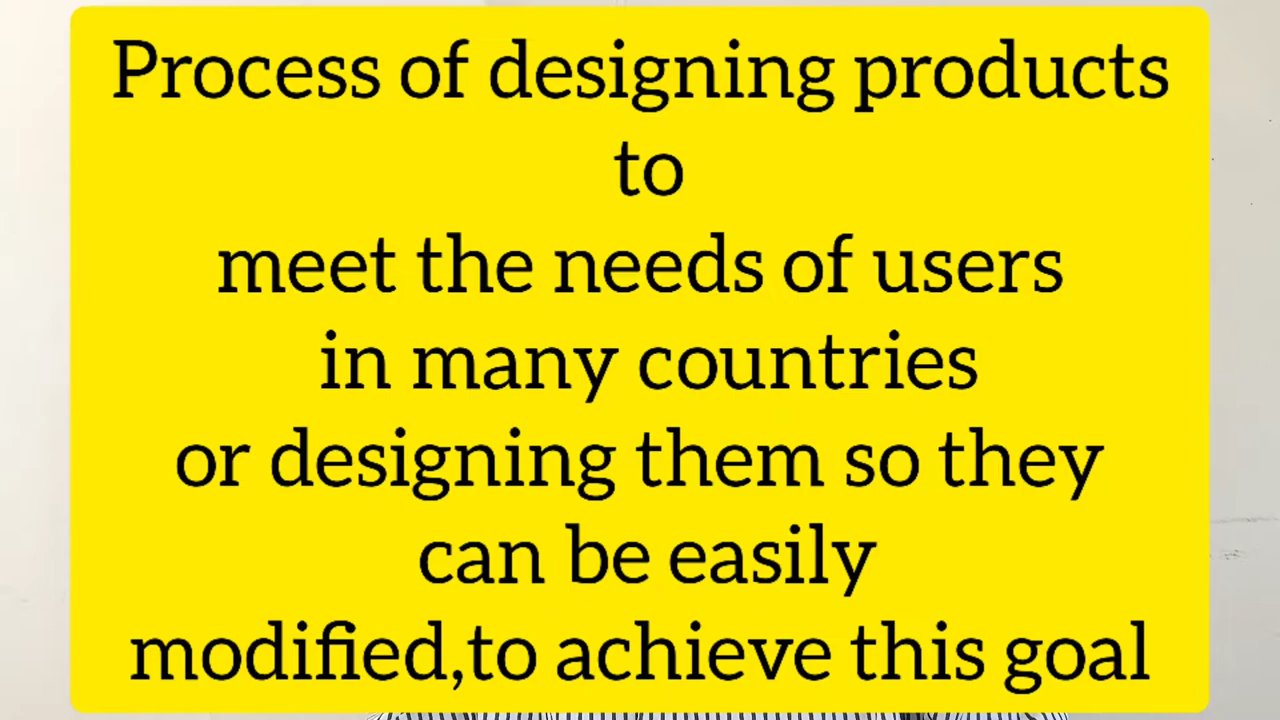 Process of designing products
to
meet the needs of users
in many countries
or designing them so they
can be easily
modified,to achieve this goal